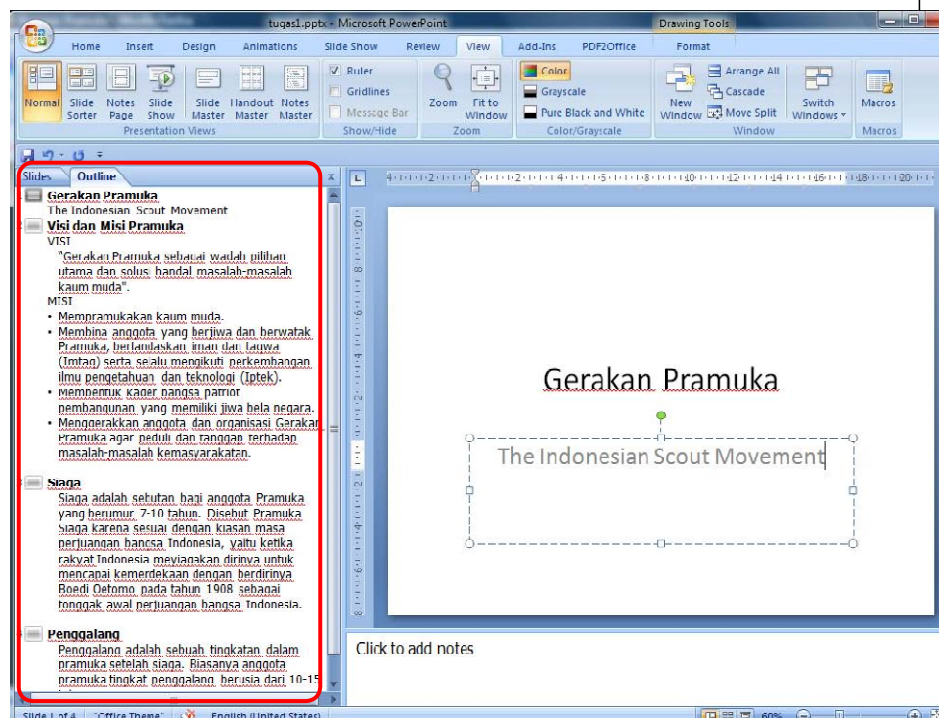 tugas1.pptx - Microsoft PowerPoint
Drawing Tools
Home Insert Design Animations Slide Show Review View Add-Ins PDF2Office Format
Normal
Slide Sorter
Notes Page
Slide Show
Slide Master
Handout Master
Notes Master
Presentation Views
Ruler
Gridlines
Message Bar
Show/Hide
Zoom
Fit to Window
Zoom
Color
Grayscale
Pure Black and White
Color/Grayscale
New Window
Arrange All
Cascade
Move Split
Switch Windows
Window
Macros
Macros
Slides Outline
Gerakan Pramuka
The Indonesian Scout Movement
Visi dan Misi Pramuka
VISI
"Gerakan Pramuka sebagai wadah pilihan
utama dan solusi handal masalah-masalah
kaum muda".
MISI
• Mempramukakan kaum muda.
• Membina anggota yang berjiwa dan berwatak
Pramuka, berlandaskan iman dan taqwa
(Imtaq) serta selalu mengikuti perkembangan
ilmu pengetahuan dan teknologi (Iptek).
• Membentuk kader bangsa patriot
pembangunan yang memiliki jiwa bela negara.
• Menggerakkan anggota dan organisasi Gerakan
Pramuka agar peduli dan tanggap terhadap
masalah-masalah kemasyarakatan.
Siaga
Siaga adalah sebutan bagi anggota Pramuka
yang berumur 7-10 tahun. Disebut Pramuka
Siaga karena sesuai dengan kiasan masa
perjuangan bangsa Indonesia, yaitu ketika
rakyat Indonesia meyiagakan dirinya untuk
mencapai kemerdekaan dengan berdirinya
Boedi Oetomo pada tahun 1908 sebagai
tonggak awal perjuangan bangsa Indonesia.
Penggalang
Penggalang adalah sebuah tingkatan dalam
pramuka setelah siaga. Biasanya anggota
pramuka tingkat penggalang berusia dari 10-15
Gerakan Pramuka
The Indonesian Scout Movement
Click to add notes
Slide 1 of 4 "Office Theme" English (United States) 60%